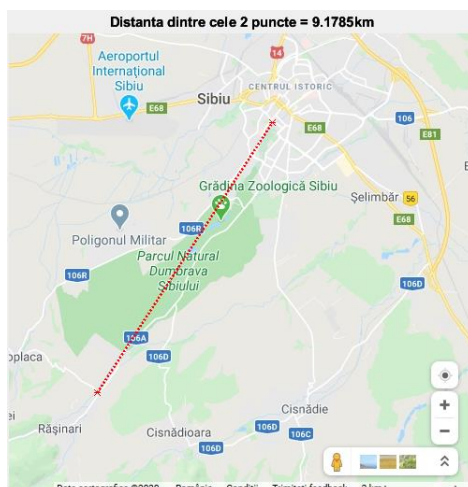 Distanta dintre cele 2 puncte = 9.1785km
7H
14
Aeroportul
Internațional
Sibiu
CENTRUL ISTORIC
Sibiu
E68
106
E68
E81
Grădina Zoologică Sibiu
Șelimbăr
56
E68
106R
Poligonul Militar
Parcul Natural
Dumbrava
Sibiului
106R
106D
106A
106D
oplaca
Cisnădie
ei
Rășinari
Cisnădioara
106D
106C